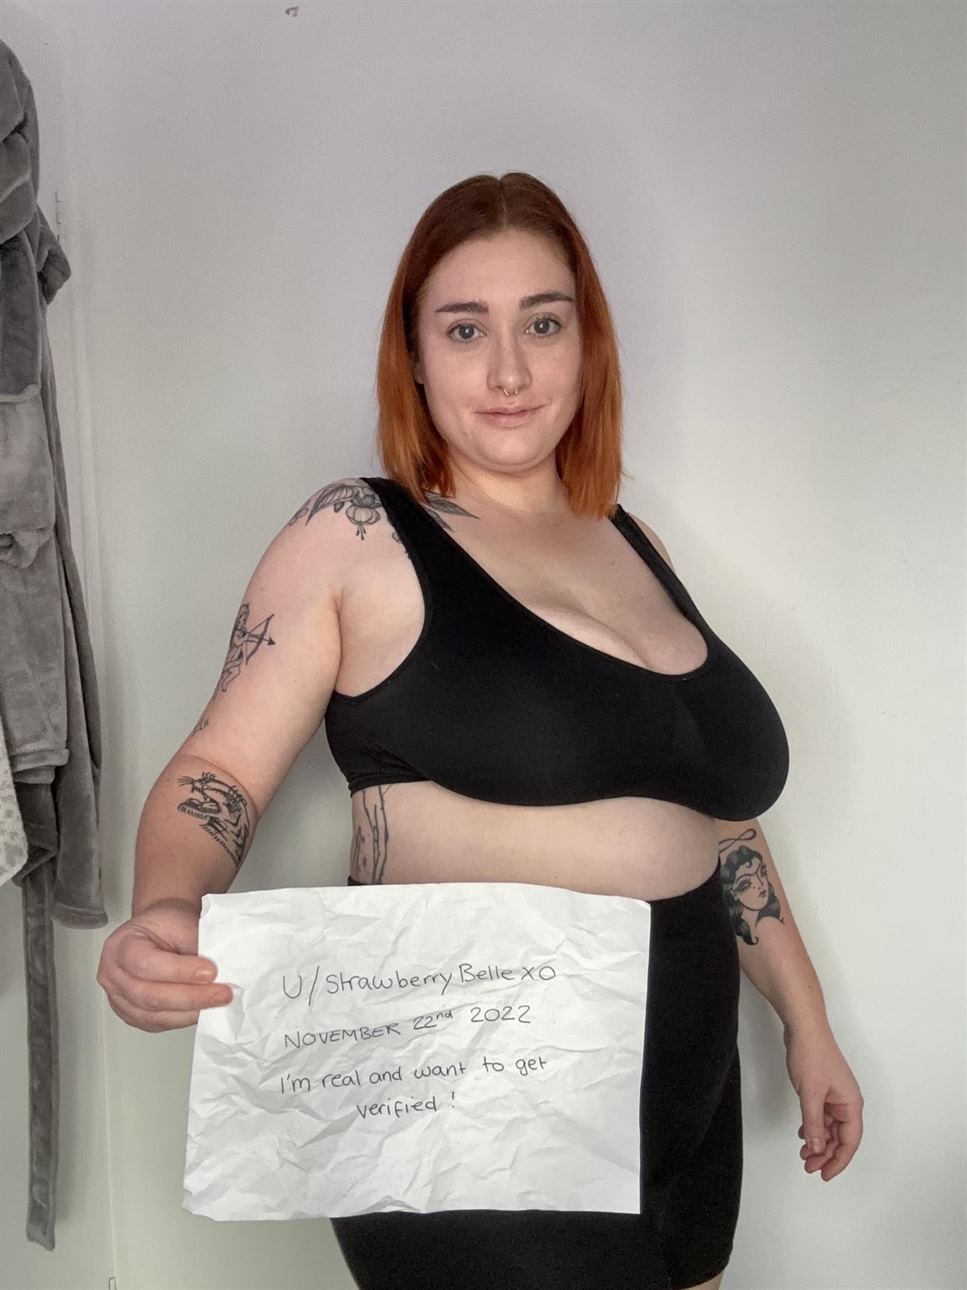 U/StrawberryBellexo
NOVEMBER 22nd 2022
I'm real and want to get
verified !